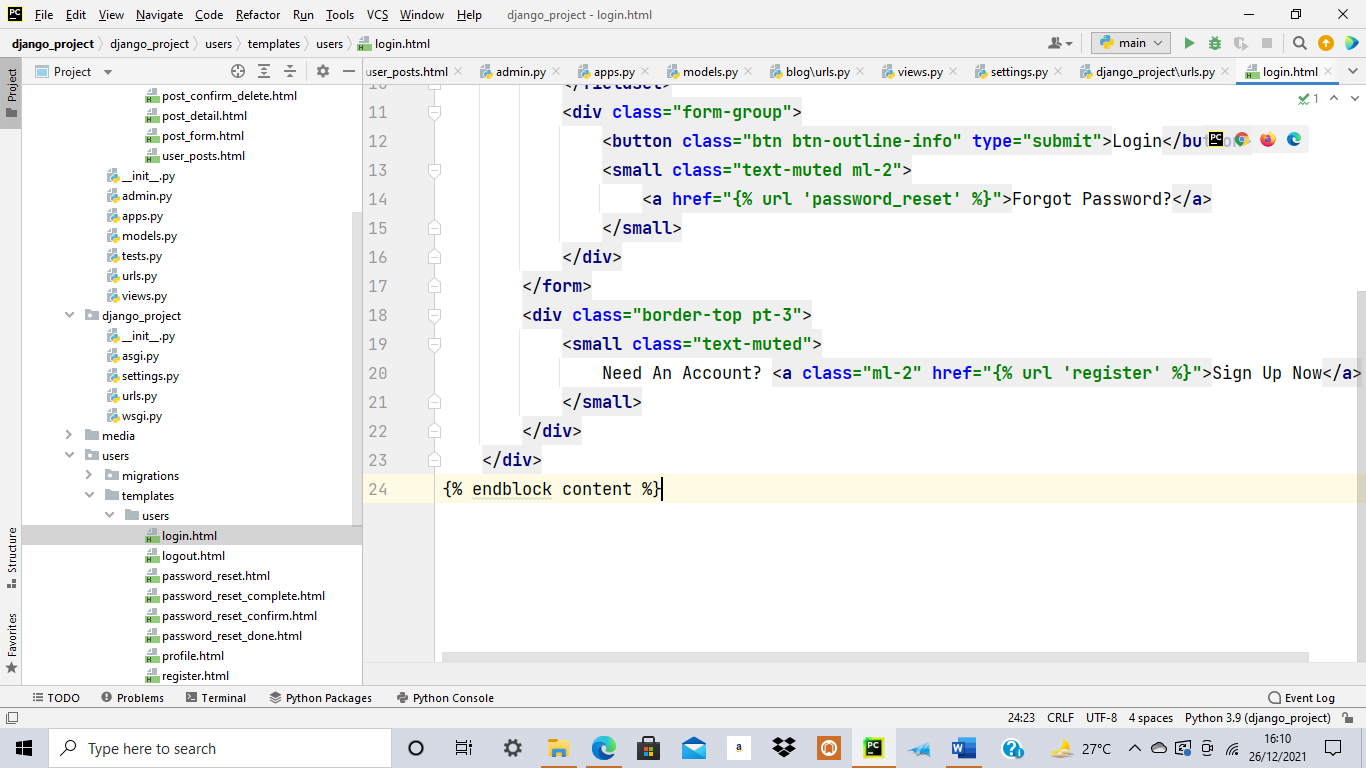 File Edit View Navigate Code Refactor Run Tools VCS Window Help django_project - login.html
django_project django_project users templates users login.html main
Project user_posts.html admin.py apps.py models.py blog\urls.py views.py settings.py django_project\urls.py login.html
Project
Structure
Favorites
post_confirm_delete.html
post_detail.html
post_form.html
user_posts.html
__init__.py
admin.py
apps.py
models.py
tests.py
urls.py
views.py
django_project
__init__.py
asgi.py
settings.py
urls.py
wsgi.py
media
users
migrations
templates
users
login.html
logout.html
password_reset.html
password_reset_complete.html
password_reset_confirm.html
password_reset_done.html
profile.html
register.html
1
10 </fieldset>
11 <div class="form-group">
12 <button class="btn btn-outline-info" type="submit">Login</button>
13 <small class="text-muted ml-2">
14 <a href="{% url 'password_reset' %}">Forgot Password?</a>
15 </small>
16 </div>
17 </form>
18 <div class="border-top pt-3">
19 <small class="text-muted">
20 Need An Account? <a class="ml-2" href="{% url 'register' %}">Sign Up Now</a>
21 </small>
22 </div>
23 </div>
24 {% endblock content %}
TODO Problems Terminal Python Packages Python Console Event Log
24:23 CRLF UTF-8 4 spaces Python 3.9 (django_project)
Type here to search
27°C
16:10
26/12/2021